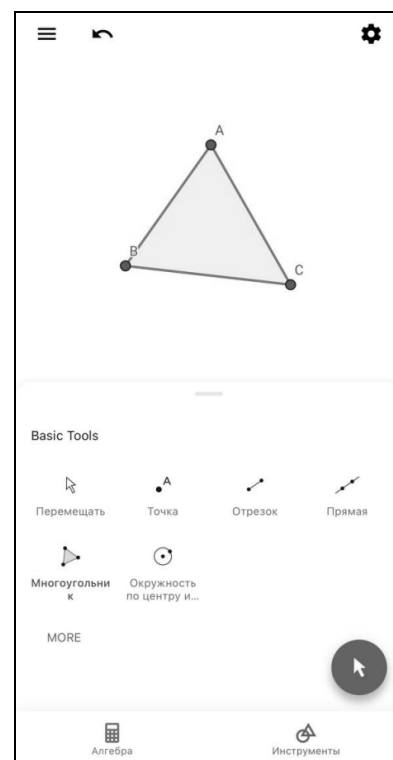 A
B
C
Basic Tools
A
Перемещать
Точка
Отрезок
Прямая
Многоугольни
к
Окружность
по центру и...
MORE
Алгебра
Инструменты